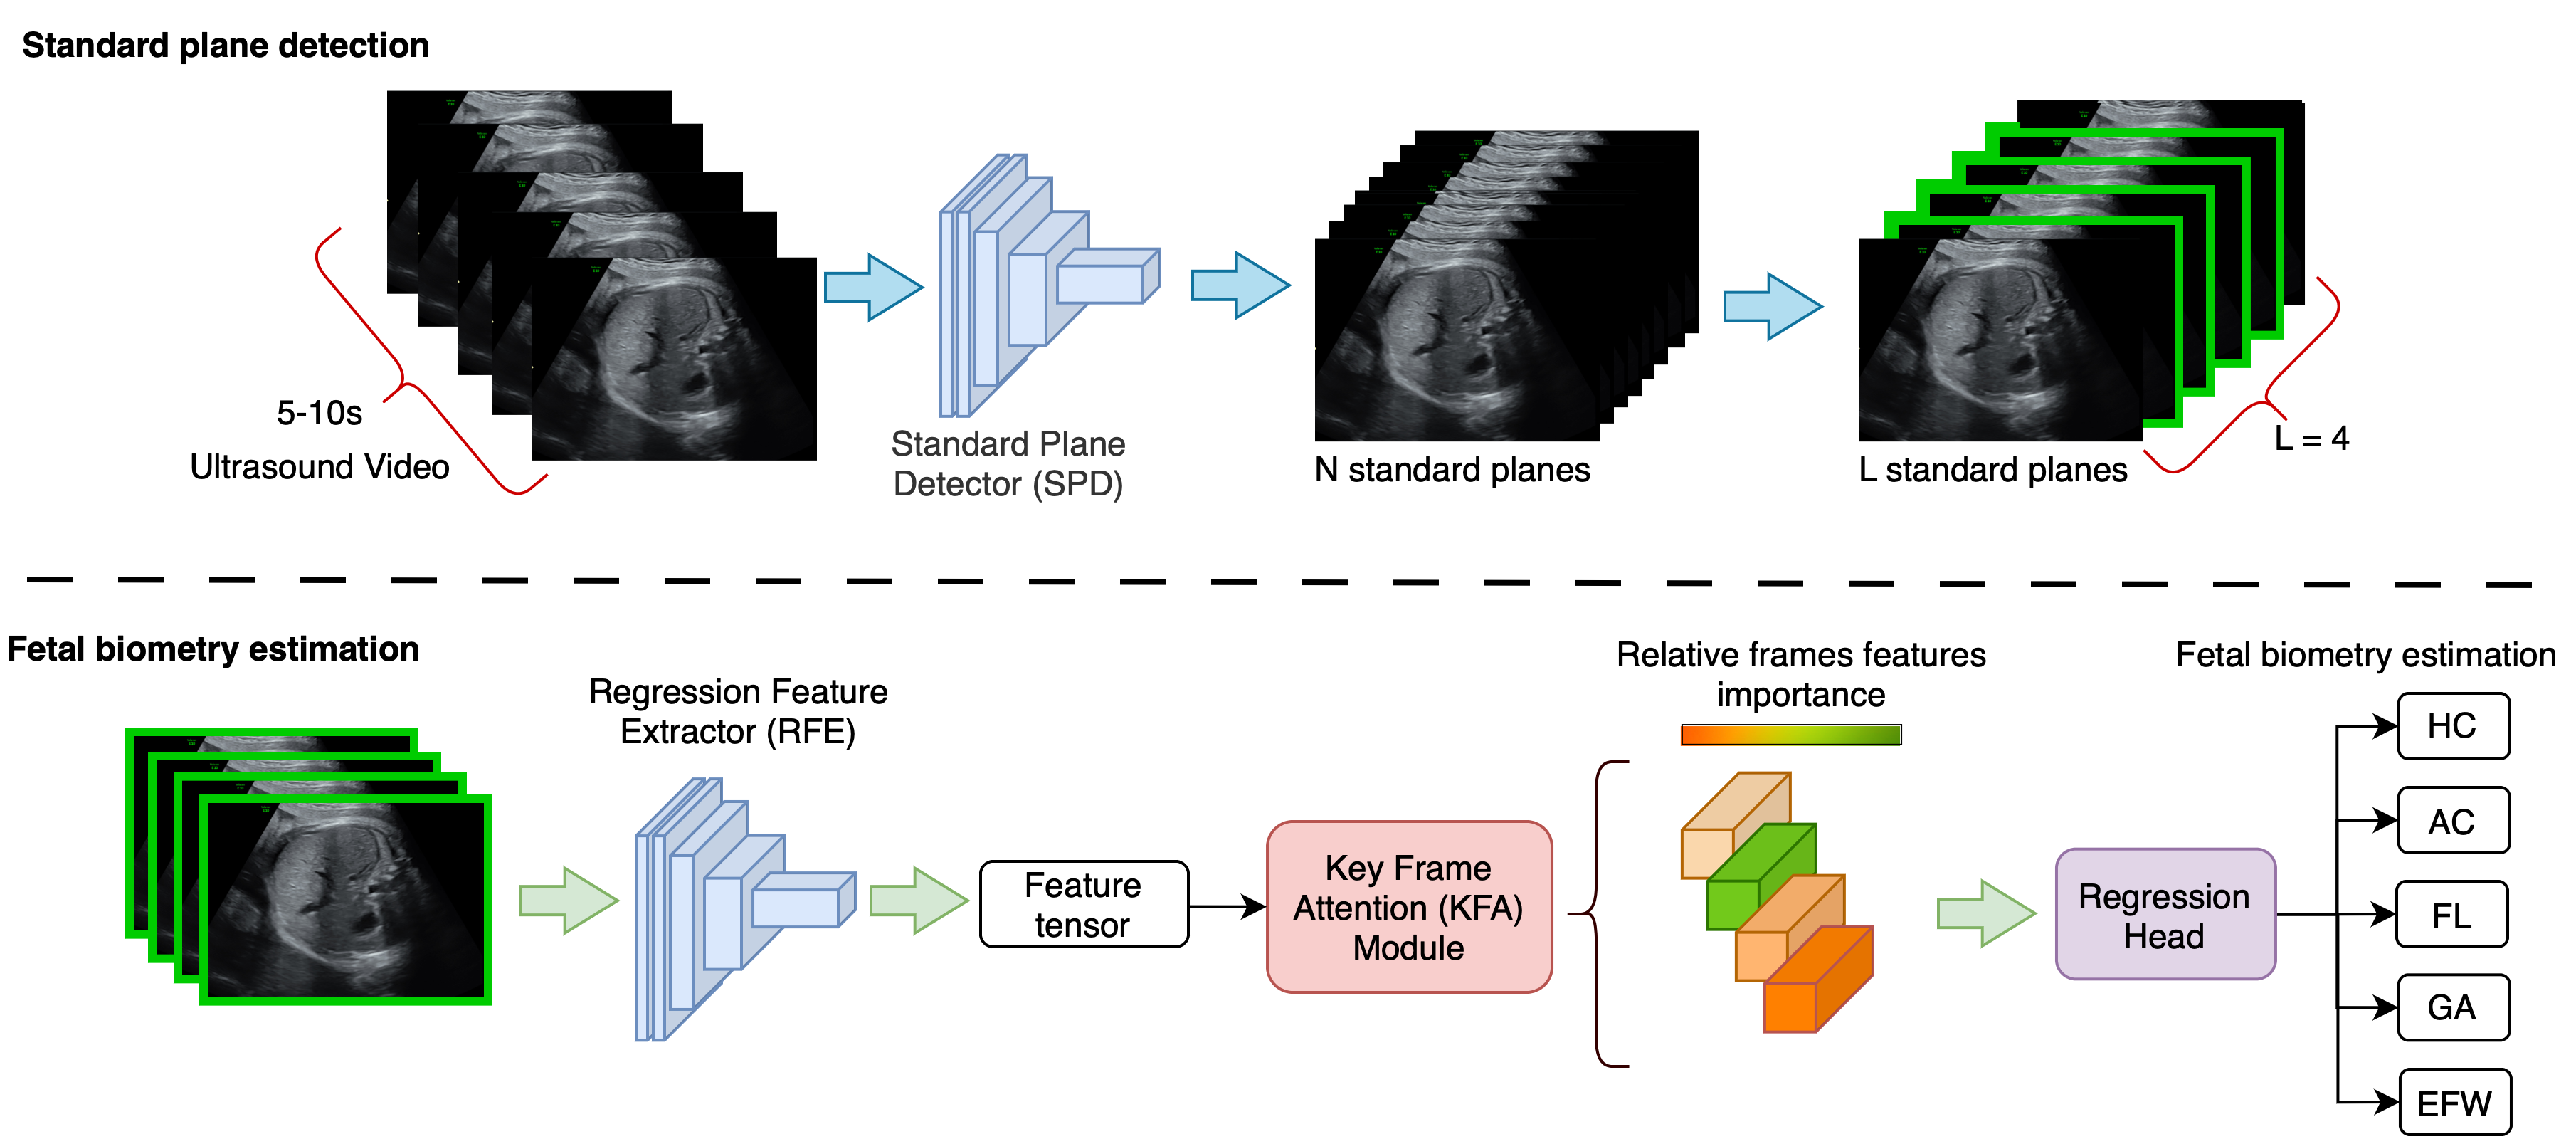 Standard plane detection
5-10s
Ultrasound Video
Standard Plane
Detector (SPD)
N standard planes
L standard planes
L = 4
Fetal biometry estimation
Regression Feature
Extractor (RFE)
Feature
tensor
Key Frame
Attention (KFA)
Module
Relative frames features
importance
Regression
Head
Fetal biometry estimation
HC
AC
FL
GA
EFW